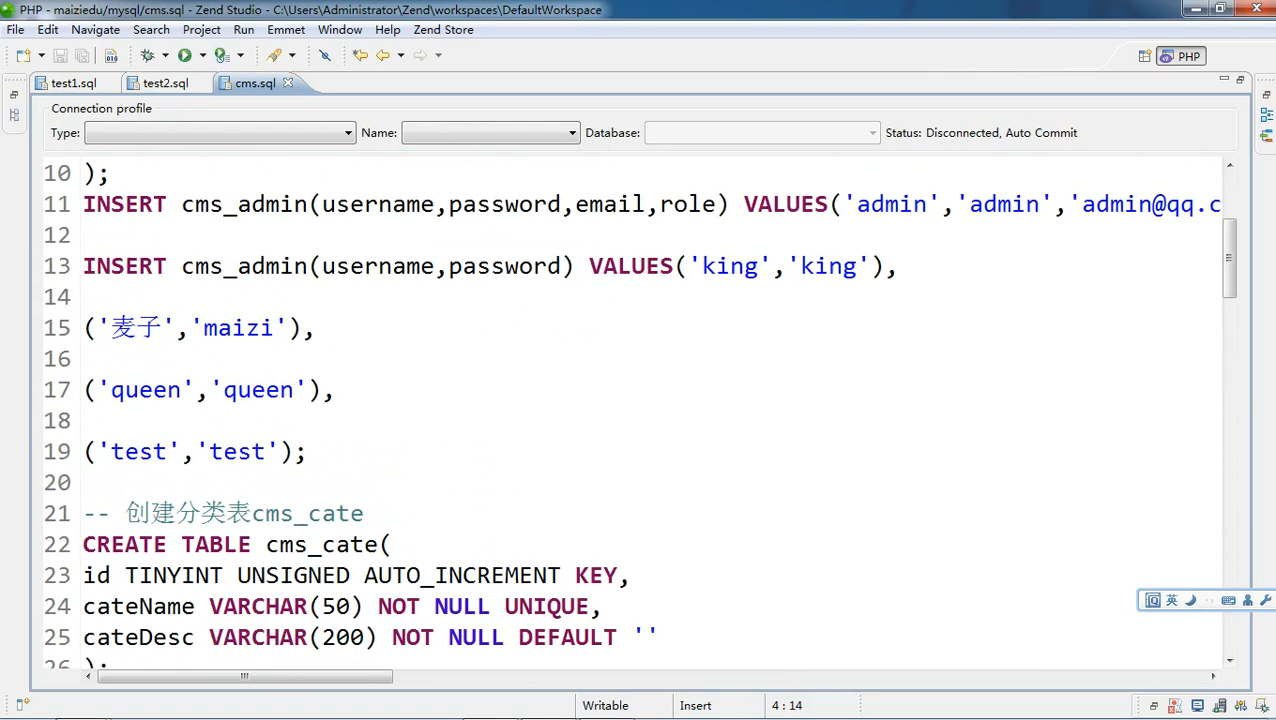 PHP - maiziedu/mysql/cms.sql - Zend Studio - C:\Users\Administrator\Zend\workspaces\DefaultWorkspace
File Edit Navigate Search Project Run Emmet Window Help Zend Store
PHP
test1.sql test2.sql cms.sql
Connection profile
Type: Name: Database: Status: Disconnected, Auto Commit
10 );
11 INSERT cms_admin(username,password,email,role) VALUES('admin','admin','admin@qq.c
12
13 INSERT cms_admin(username,password) VALUES('king','king'),
14
15 ('麦子','maizi'),
16
17 ('queen','queen'),
18
19 ('test','test');
20
21 -- 创建分类表cms_cate
22 CREATE TABLE cms_cate(
23 id TINYINT UNSIGNED AUTO_INCREMENT KEY,
24 cateName VARCHAR(50) NOT NULL UNIQUE,
25 cateDesc VARCHAR(200) NOT NULL DEFAULT ''
26 );
英
Writable Insert 4 : 14